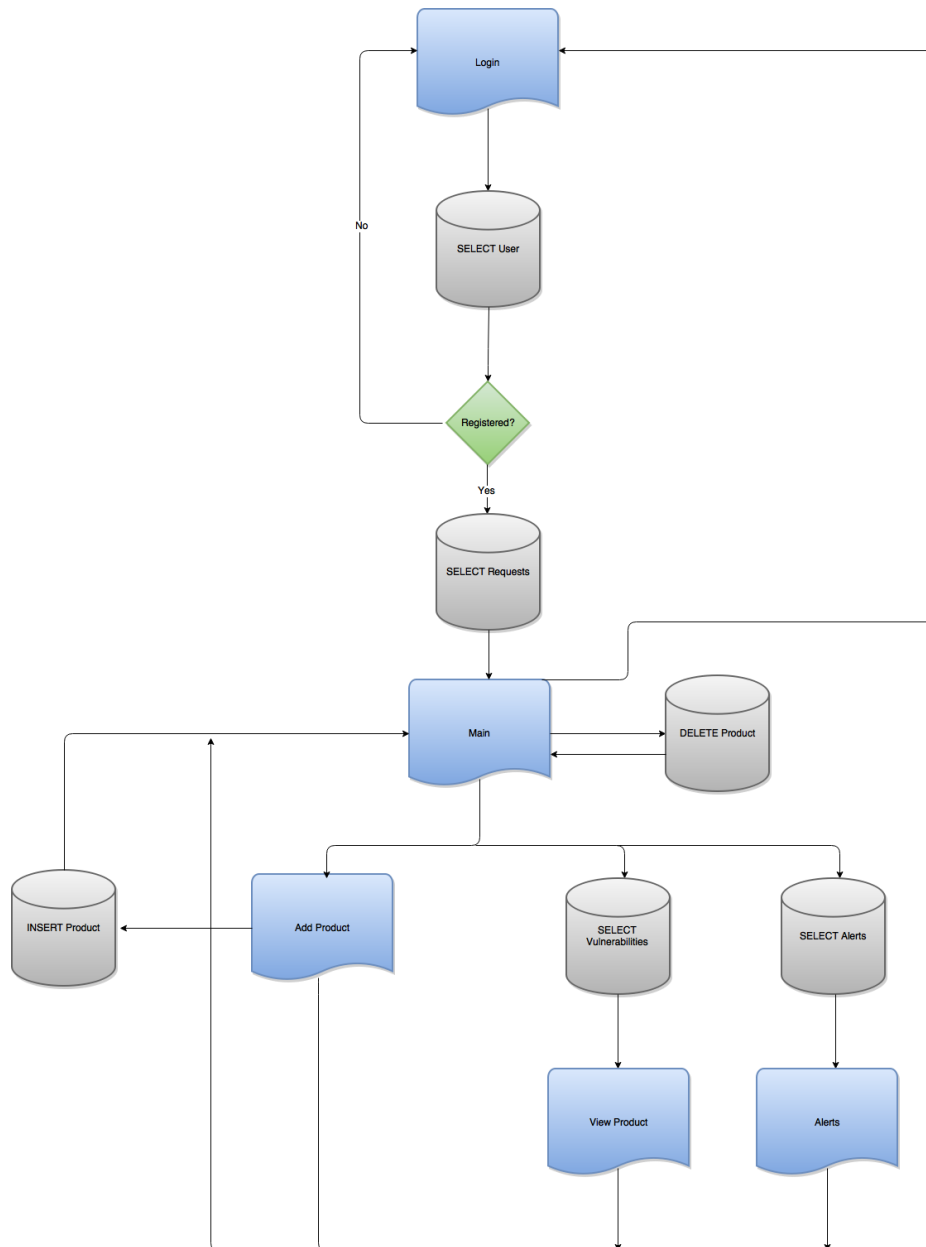 Login
No
SELECT User
Registered?
Yes
SELECT Requests
Main
DELETE Product
INSERT Product
Add Product
SELECT
Vulnerabilities
SELECT Alerts
View Product
Alerts